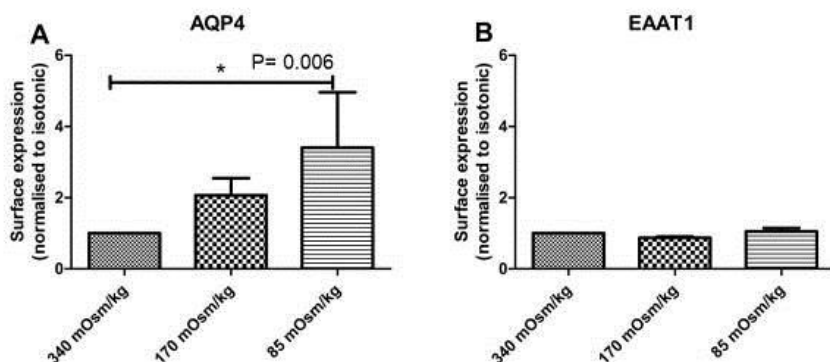 A
AQP4
P= 0.006
*
Surface expression
(normalised to isotonic)
6
4
2
0
340 mOsm/kg
170 mOsm/kg
85 mOsm/kg
B
EAAT1
Surface expression
(normalised to isotonic)
6
4
2
0
340 mOsm/kg
170 mOsm/kg
85 mOsm/kg